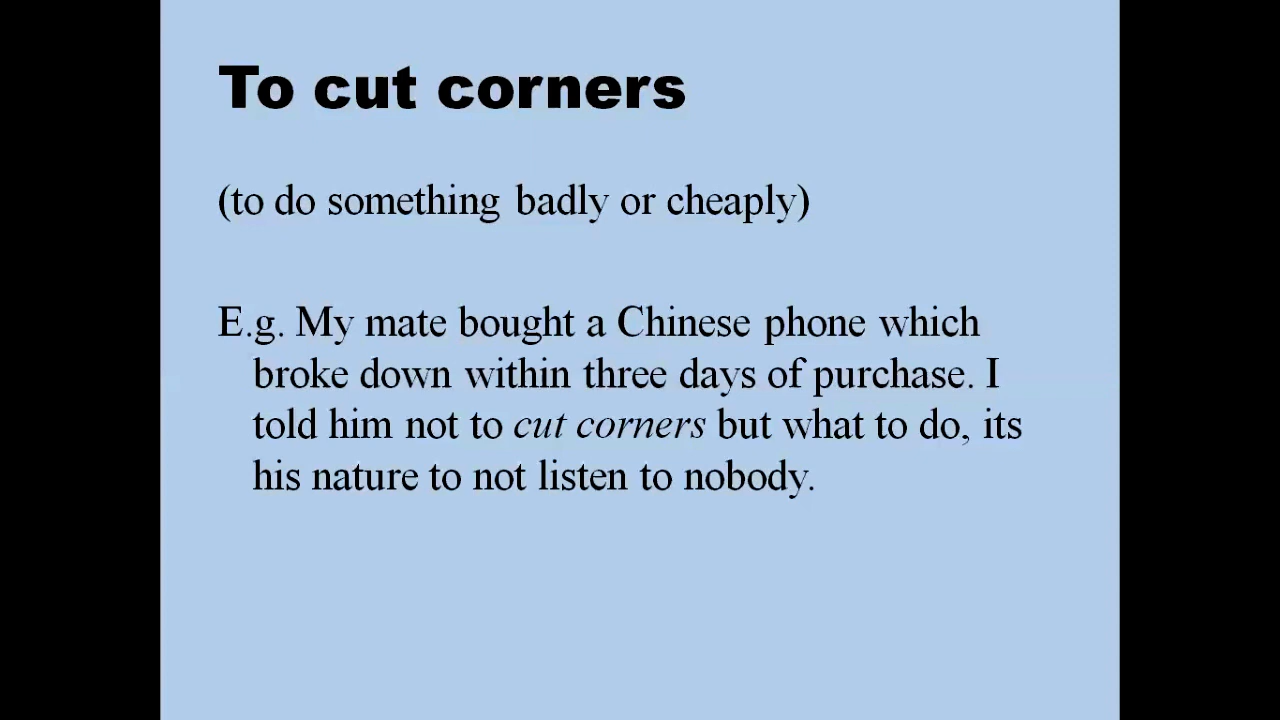 To cut corners
(to do something badly or cheaply)
E.g. My mate bought a Chinese phone which
broke down within three days of purchase. I
told him not to cut corners but what to do, its
his nature to not listen to nobody.